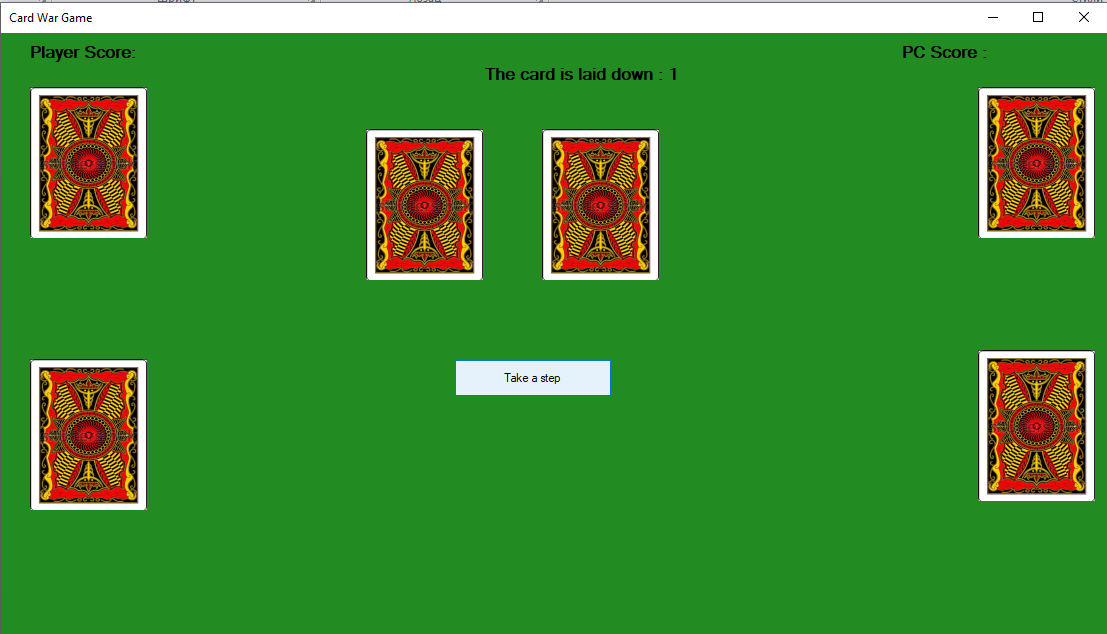 Card War Game
Player Score:
PC Score :
The card is laid down : 1
Take a step